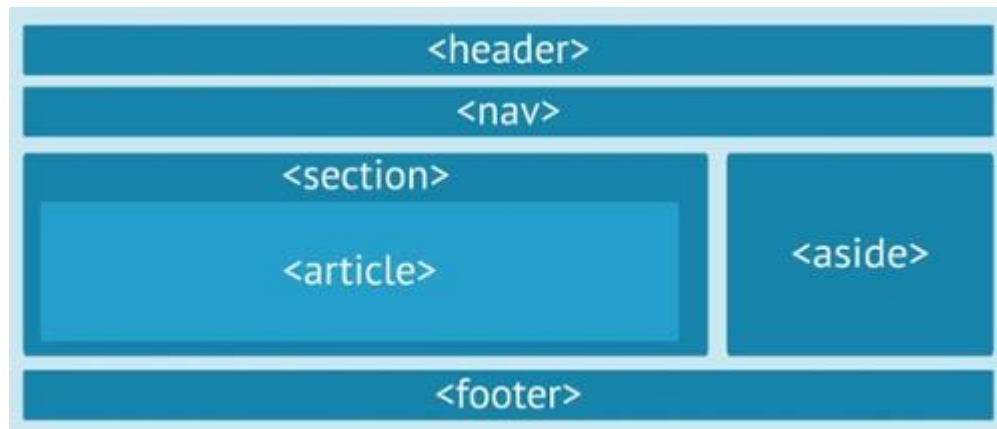 <header>
<nav>
<section>
<article>
<aside>
<footer>